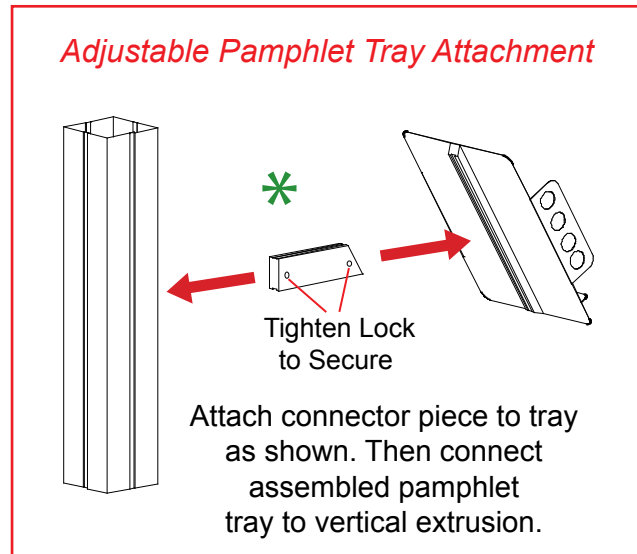 Adjustable Pamphlet Tray Attachment
*
Tighten Lock
to Secure
Attach connector piece to tray
as shown. Then connect
assembled pamphlet
tray to vertical extrusion.